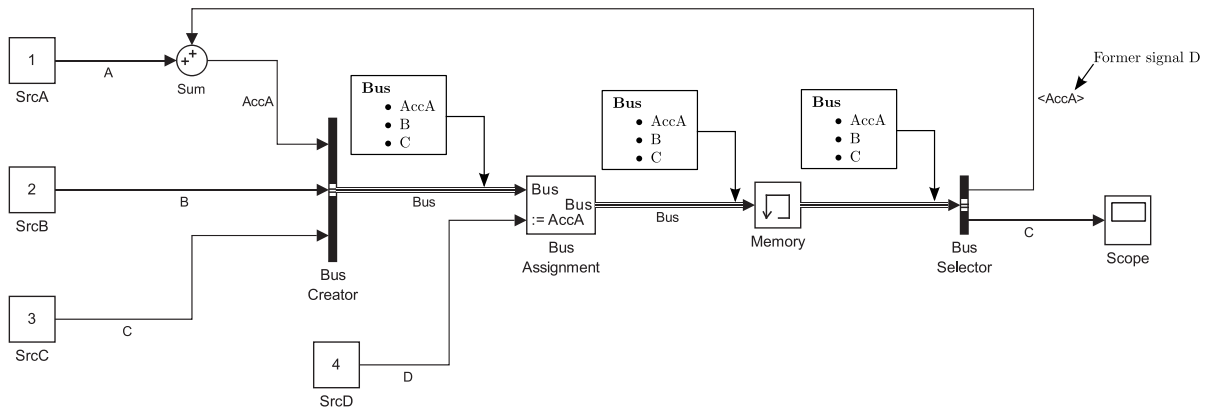 1
SrcA
A
++
Sum
AccA
2
SrcB
B
3
SrcC
C
Bus
Creator
Bus
• AccA
• B
• C
Bus
4
SrcD
D
Bus
Bus
:= AccA
Bus
Assignment
Bus
• AccA
• B
• C
Bus
Memory
Bus
• AccA
• B
• C
Bus
Selector
Former signal D
<AccA>
C
Scope